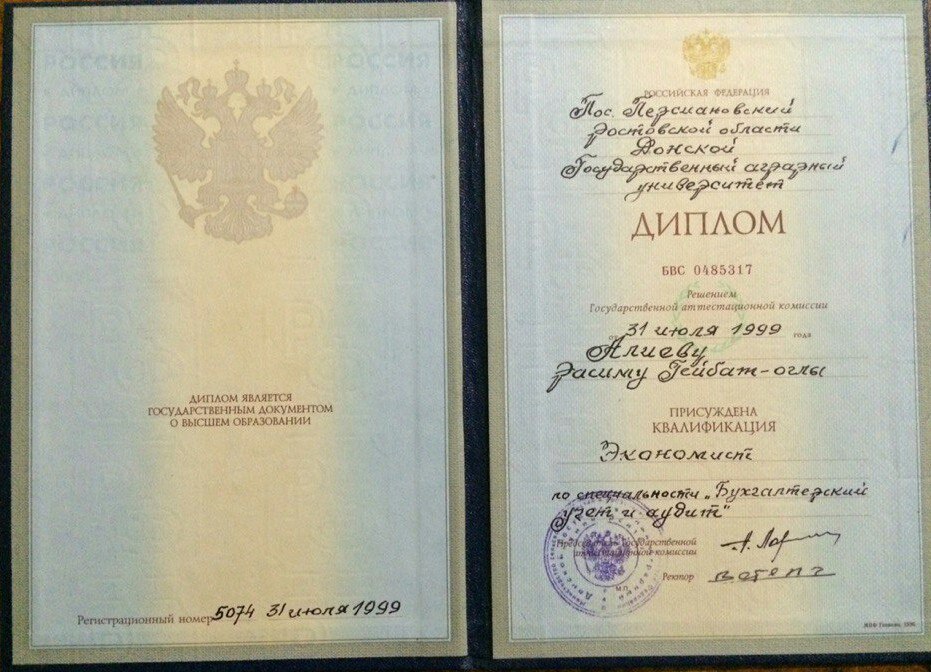 ДИПЛОМ ЯВЛЯЕТСЯ
ГОСУДАРСТВЕННЫМ ДОКУМЕНТОМ
О ВЫСШЕМ ОБРАЗОВАНИИ
Регистрационный номер 5074 31 июля 1999
РОССИЙСКАЯ ФЕДЕРАЦИЯ
Пос. Персиановский
Ростовской области
Донской
Государственный аграрный
университет
ДИПЛОМ
БВС 0485317
Решением
Государственной аттестационной комиссии
от 31 июля 1999 года
Алиеву
Расиму Гейбат-оглы
ПРИСУЖДЕНА
КВАЛИФИКАЦИЯ
Экономист
по специальности „Бухгалтерский
учет и аудит"
Председатель Государственной
аттестационной комиссии
М.П.
Ректор